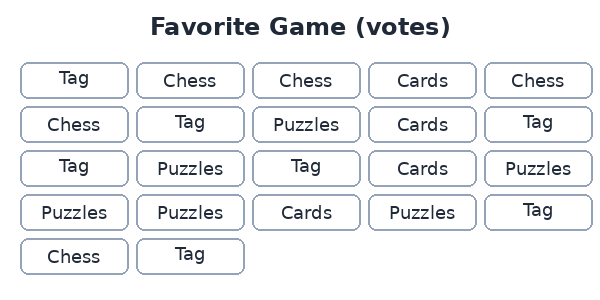 Favorite Game (votes)
Tag Chess Chess Cards Chess
Chess Tag Puzzles Cards Tag
Tag Puzzles Tag Cards Puzzles
Puzzles Puzzles Cards Puzzles Tag
Chess Tag